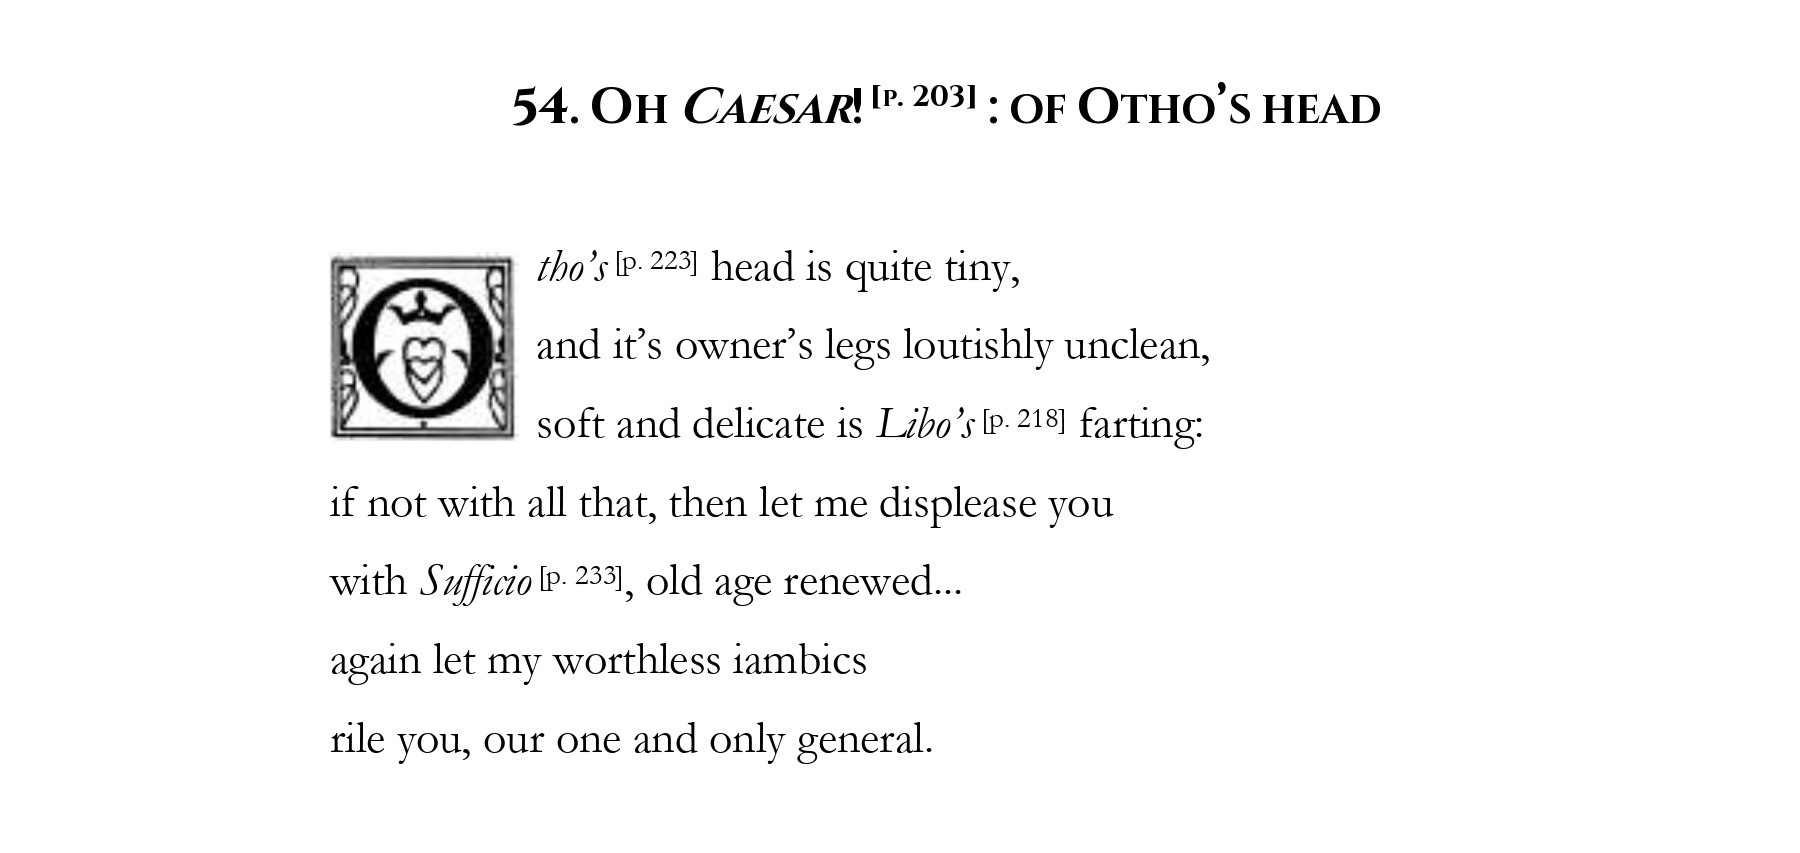 54. Oh Caesar! [p. 203] : of Otho’s head
Otho’s [p. 223] head is quite tiny,
and it’s owner’s legs loutishly unclean,
soft and delicate is Libo’s [p. 218] farting:
if not with all that, then let me displease you
with Sufficio [p. 233], old age renewed...
again let my worthless iambics
rile you, our one and only general.